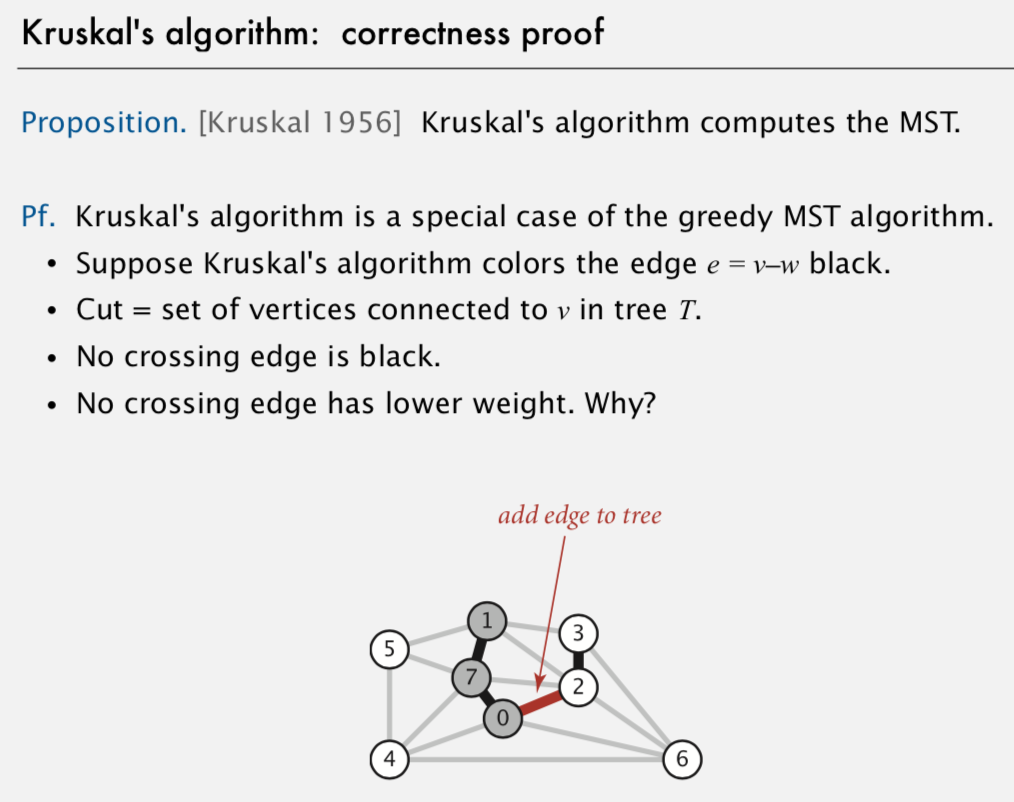 Kruskal's algorithm: correctness proof
Proposition. [Kruskal 1956] Kruskal's algorithm computes the MST.
Pf. Kruskal's algorithm is a special case of the greedy MST algorithm.
• Suppose Kruskal's algorithm colors the edge e = v–w black.
• Cut = set of vertices connected to v in tree T.
• No crossing edge is black.
• No crossing edge has lower weight. Why?
add edge to tree
1
3
5
7
2
0
4
6